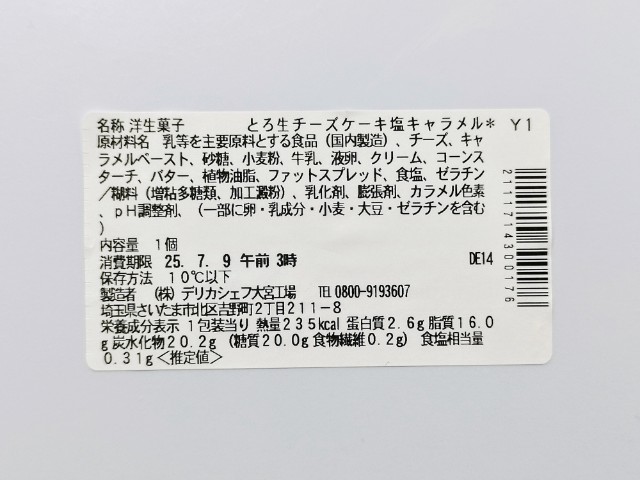 名称 洋生菓子 とろ生チーズケーキ塩キャラメル* Y1
原材料名 乳等を主要原料とする食品(国内製造)、チーズ、キャ
ラメルペースト、砂糖、小麦粉、牛乳、液卵、クリーム、コーンス
ターチ、バター、植物油脂、ファットスプレッド、食塩、ゼラチン
/糊料(増粘多糖類、加工澱粉)、乳化剤、膨張剤、カラメル色素
、pH調整剤、(一部に卵・乳成分・小麦・大豆・ゼラチンを含む
)
内容量 1個
消費期限 25. 7. 9 午前 3時 DE14
保存方法 10℃以下
製造者 (株) デリカシェフ大宮工場 TEL 0800-9193607
埼玉県さいたま市北区吉野町2丁目211-8
栄養成分表示 1包装当り 熱量235kcal 蛋白質2.6g 脂質16.0
g 炭水化物20.2g (糖質20.0g 食物繊維0.2g) 食塩相当量
0.31g<推定値>
2111714300176